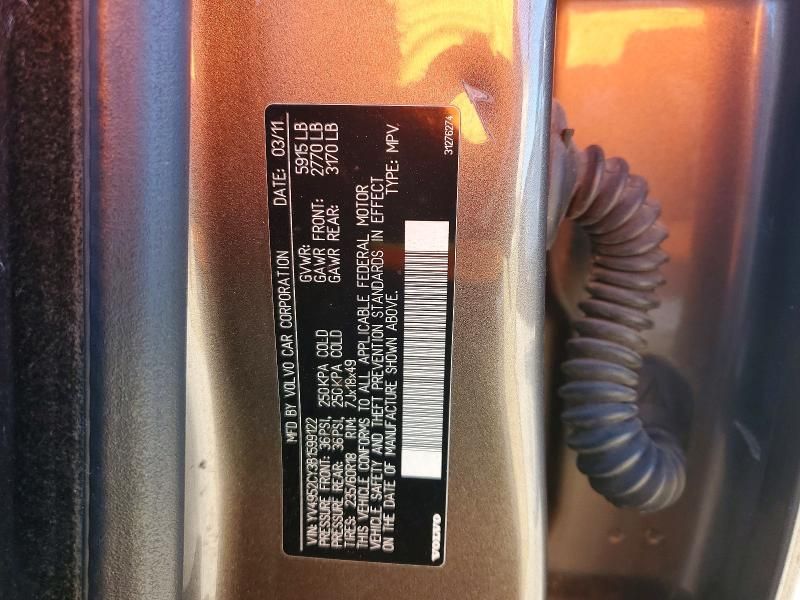 MFD BY VOLVO CAR CORPORATION DATE: 03/11
VIN: YV4952CY3B1599122 GVWR: 5915 LB
PRESSURE FRONT: 36PSI, 250KPA COLD GAWR FRONT: 2770 LB
PRESSURE REAR: 36PSI, 250KPA COLD GAWR REAR: 3170 LB
TIRES: 235/60R18 RIM: 7Jx18x49
THIS VEHICLE CONFORMS TO ALL APPLICABLE FEDERAL MOTOR
VEHICLE SAFETY AND THEFT PREVENTION STANDARDS IN EFFECT
ON THE DATE OF MANUFACTURE SHOWN ABOVE. TYPE: MPV.
VOLVO 31276274